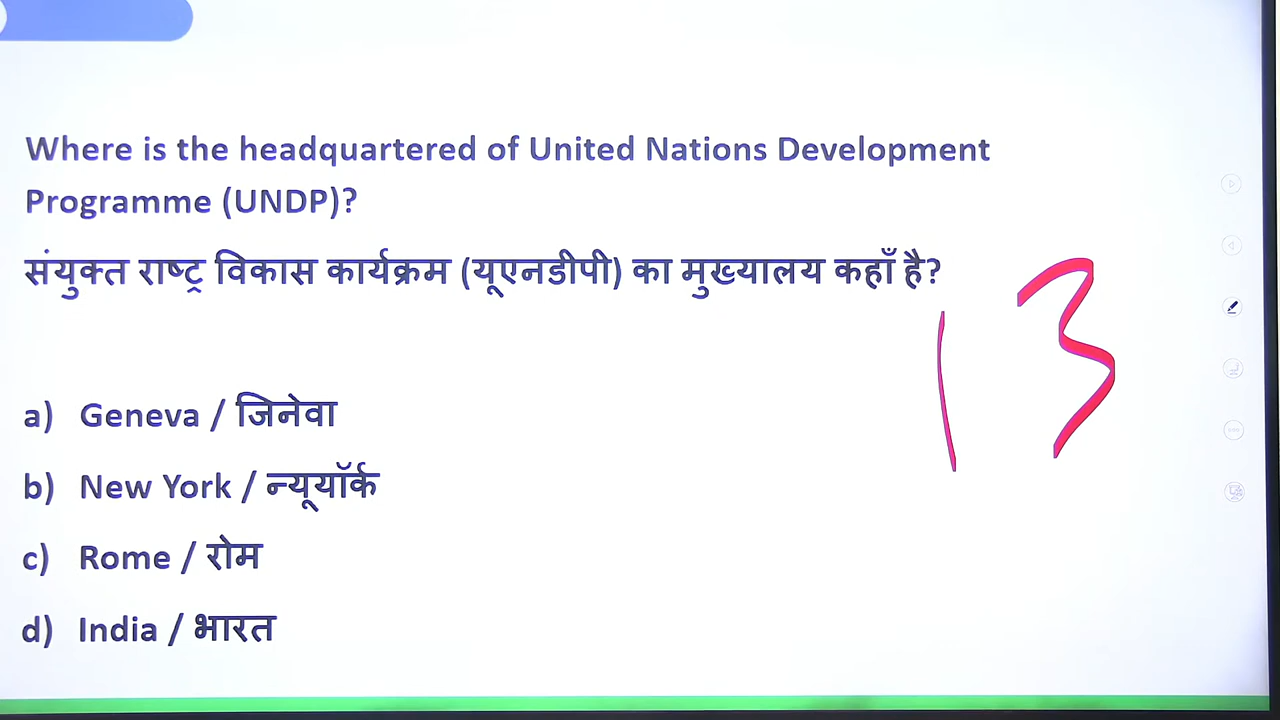 Where is the headquartered of United Nations Development
Programme (UNDP)?
संयुक्त राष्ट्र विकास कार्यक्रम (यूएनडीपी) का मुख्यालय कहाँ है?
13
a) Geneva / जिनेवा
b) New York / न्यूयॉर्क
c) Rome / रोम
d) India / भारत